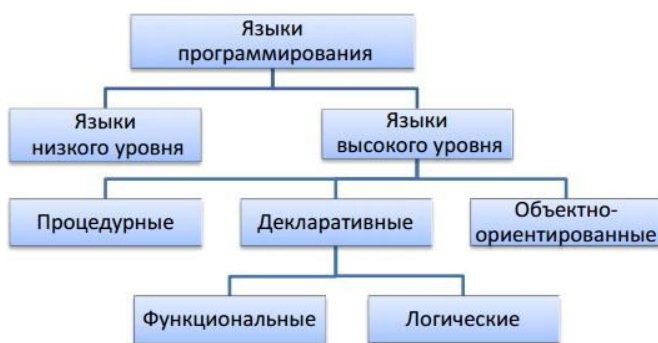 Языки
программирования
Языки
низкого уровня
Языки
высокого уровня
Процедурные
Декларативные
Объектно-
ориентированные
Функциональные
Логические